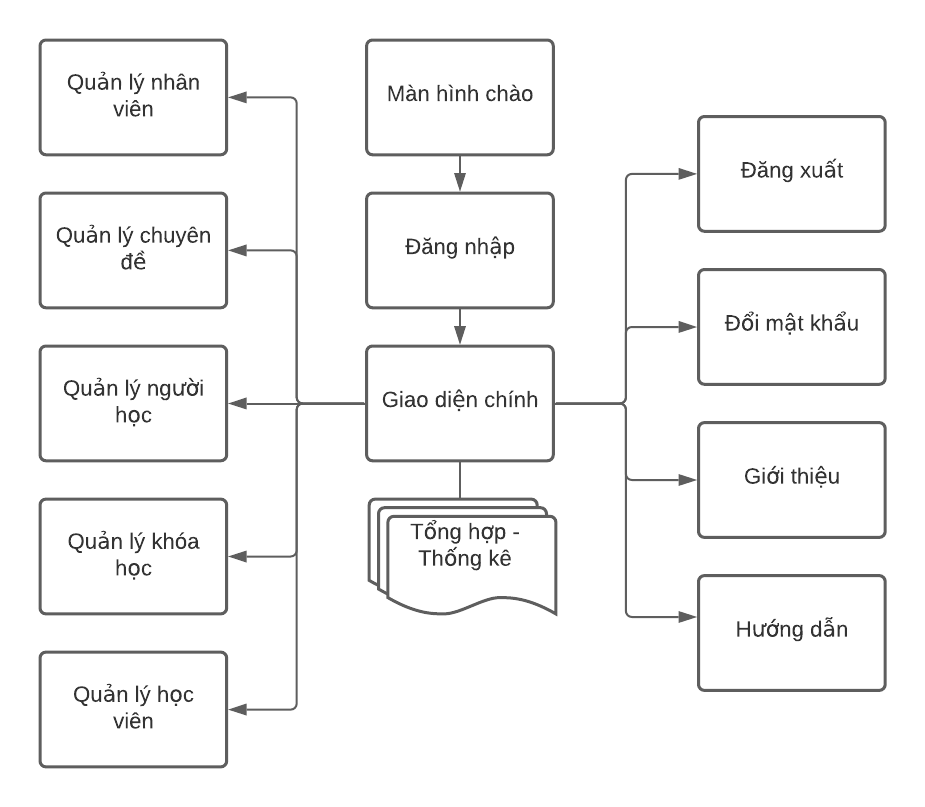 Quản lý nhân
viên
Quản lý chuyên
đề
Quản lý người
học
Quản lý khóa
học
Quản lý học
viên
Màn hình chào
Đăng nhập
Giao diện chính
Tổng hợp -
Thống kê
Đăng xuất
Đổi mật khẩu
Giới thiệu
Hướng dẫn